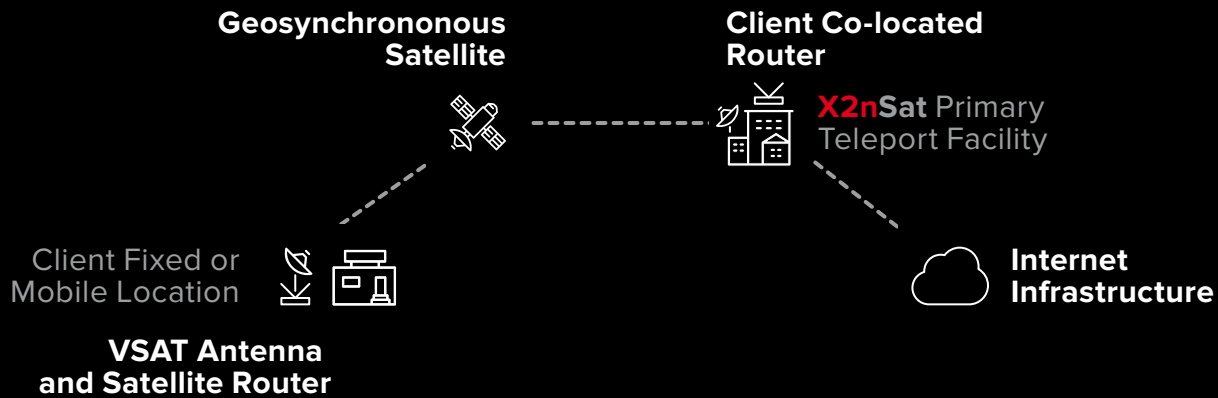 Geosynchrononous
Satellite
Client Co-located
Router
X2nSat Primary
Teleport Facility
Client Fixed or
Mobile Location
VSAT Antenna
and Satellite Router
Internet
Infrastructure